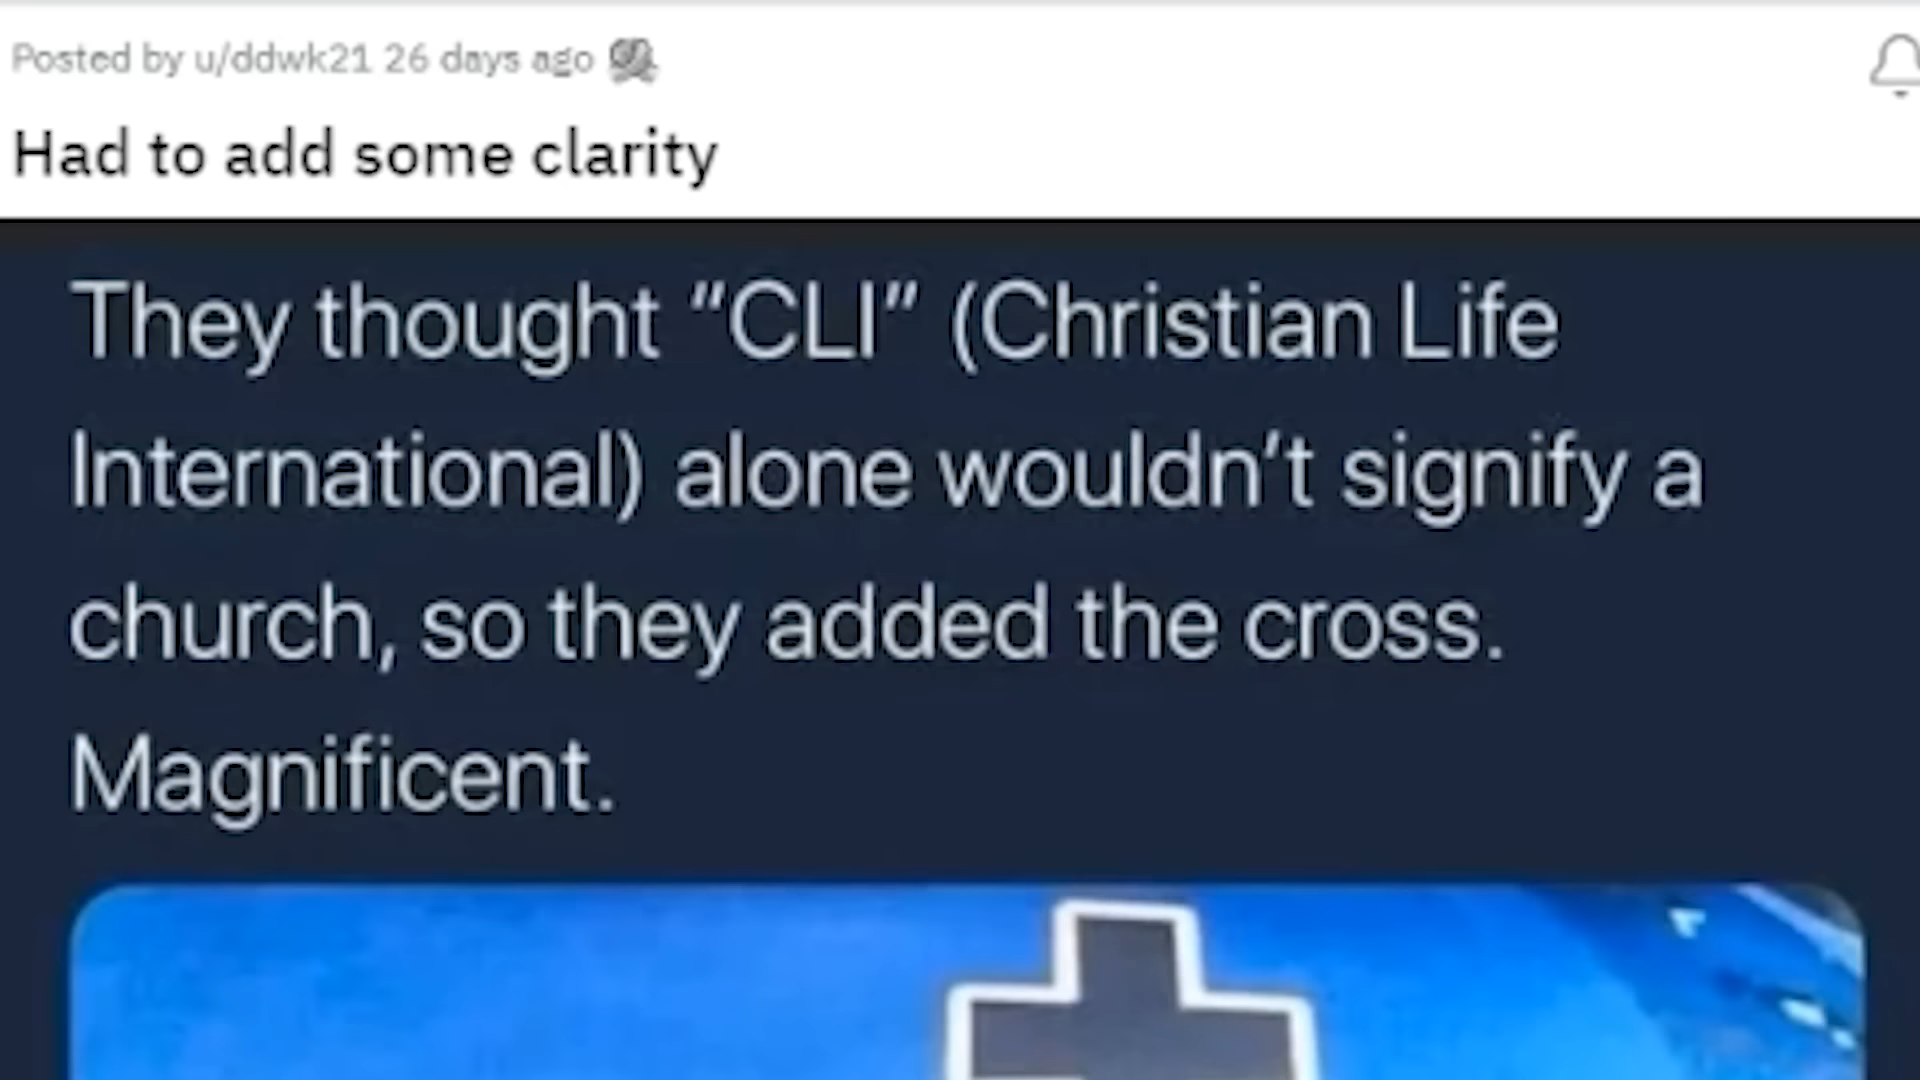 Posted by u/ddwk21 26 days ago
Had to add some clarity
They thought “CLI” (Christian Life
International) alone wouldn’t signify a
church, so they added the cross.
Magnificent.